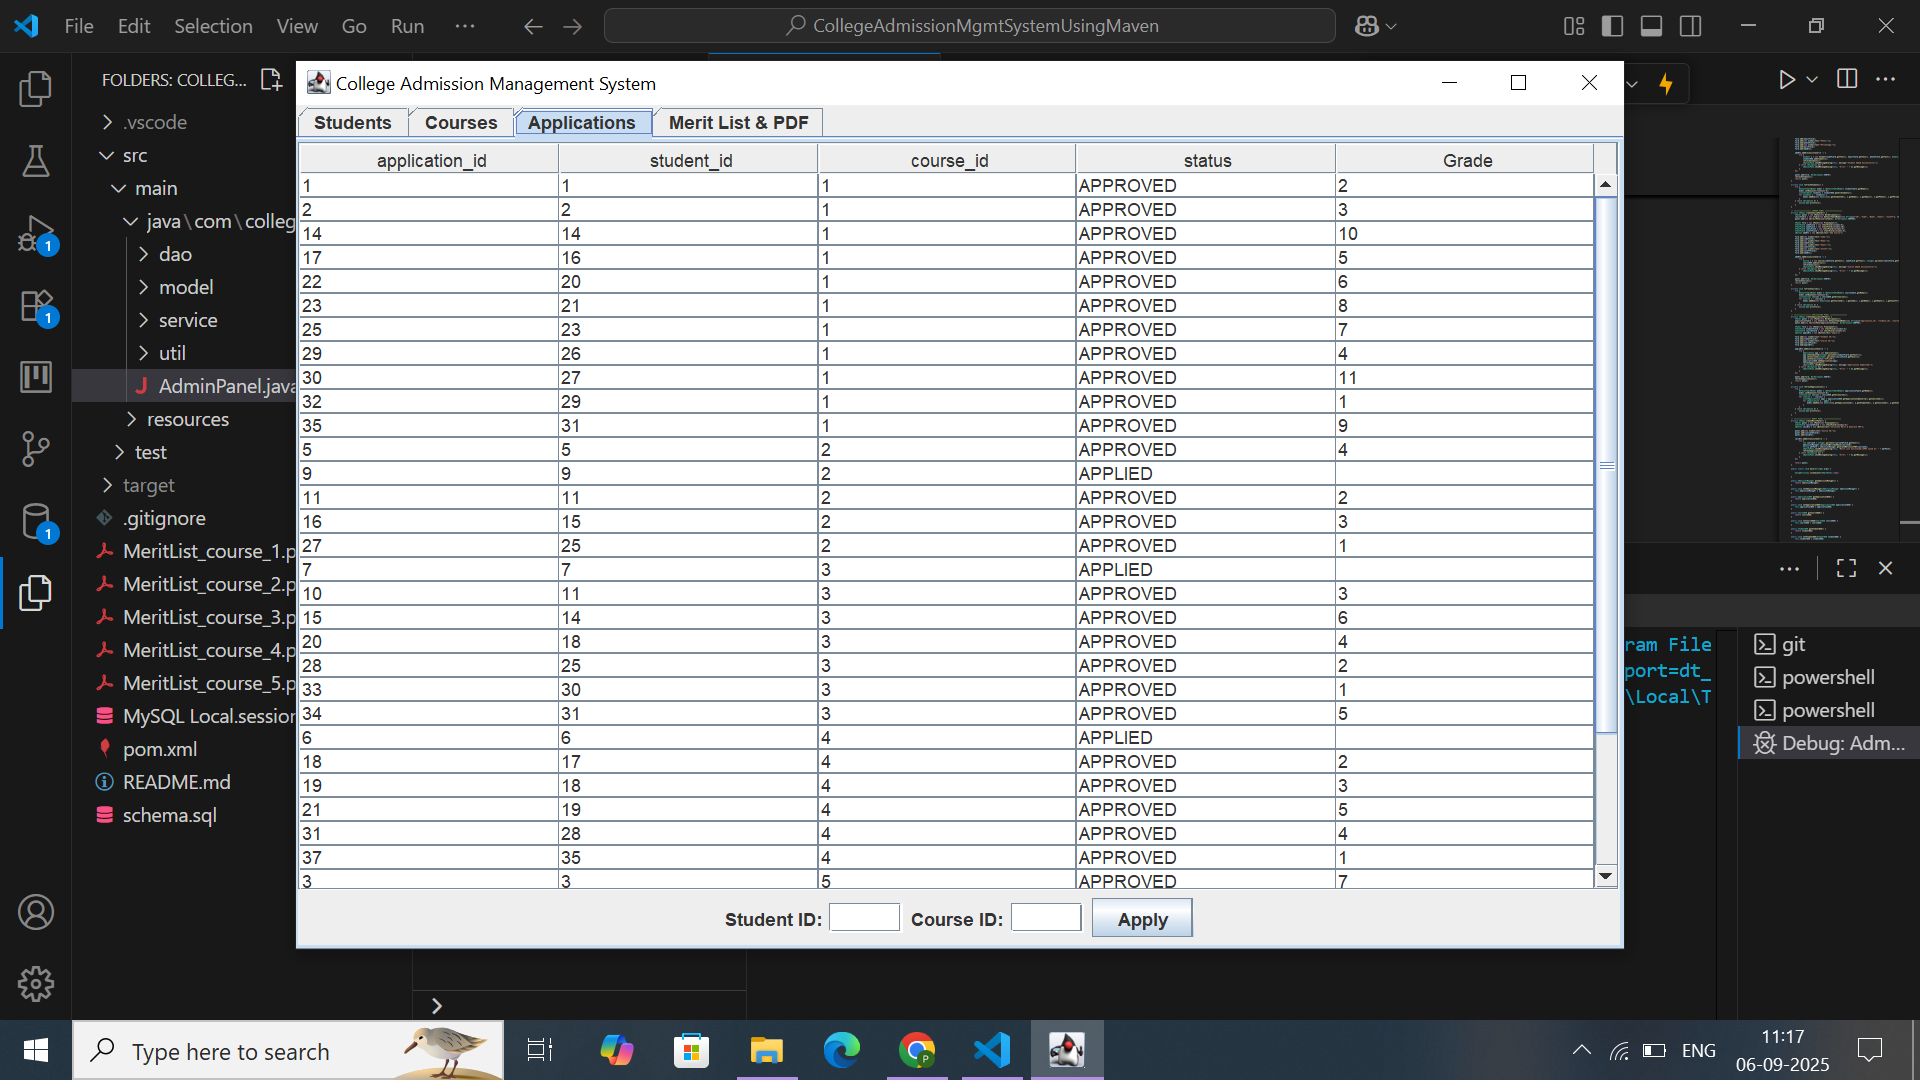 File Edit Selection View Go Run ···
CollegeAdmissionMgmtSystemUsingMaven
FOLDERS: COLLEG...
.vscode
src
main
java\com\colleg
dao
model
service
util
J AdminPanel.java
resources
test
target
.gitignore
MeritList_course_1.p
MeritList_course_2.p
MeritList_course_3.p
MeritList_course_4.p
MeritList_course_5.p
MySQL Local.session
pom.xml
README.md
schema.sql
1
1
1
College Admission Management System
Students Courses Applications Merit List & PDF
application_id student_id course_id status Grade
1 1 1 APPROVED 2
2 2 1 APPROVED 3
14 14 1 APPROVED 10
17 16 1 APPROVED 5
22 20 1 APPROVED 6
23 21 1 APPROVED 8
25 23 1 APPROVED 7
29 26 1 APPROVED 4
30 27 1 APPROVED 11
32 29 1 APPROVED 1
35 31 1 APPROVED 9
5 5 2 APPROVED 4
9 9 2 APPLIED
11 11 2 APPROVED 2
16 15 2 APPROVED 3
27 25 2 APPROVED 1
7 7 3 APPLIED
10 11 3 APPROVED 3
15 14 3 APPROVED 6
20 18 3 APPROVED 4
28 25 3 APPROVED 2
33 30 3 APPROVED 1
34 31 3 APPROVED 5
6 6 4 APPLIED
18 17 4 APPROVED 2
19 18 4 APPROVED 3
21 19 4 APPROVED 5
31 28 4 APPROVED 4
37 35 4 APPROVED 1
3 3 5 APPROVED 7
Student ID: Course ID: Apply
ram File
port=dt_
\Local\T
git
powershell
powershell
Debug: Adm...
Type here to search
ENG
11:17
06-09-2025